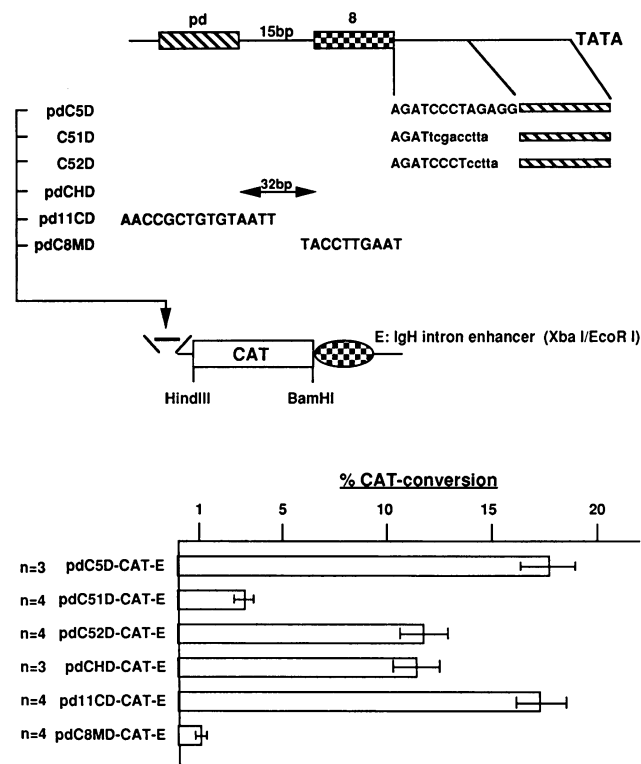 pd 15bp 8
TATA
pdC5D AGATCCCTAGAGG
C51D AGATtcgacctta
C52D AGATCCCTcctta
pdCHD 32bp
pd11CD AACCGCTGTGTAATT
pdC8MD TACCTTGAAT
E: IgH intron enhancer (Xba I/EcoR I)
CAT
HindIII BamHI
% CAT-conversion
1 5 10 15 20
n=3 pdC5D-CAT-E
n=4 pdC51D-CAT-E
n=4 pdC52D-CAT-E
n=3 pdCHD-CAT-E
n=4 pd11CD-CAT-E
n=4 pdC8MD-CAT-E